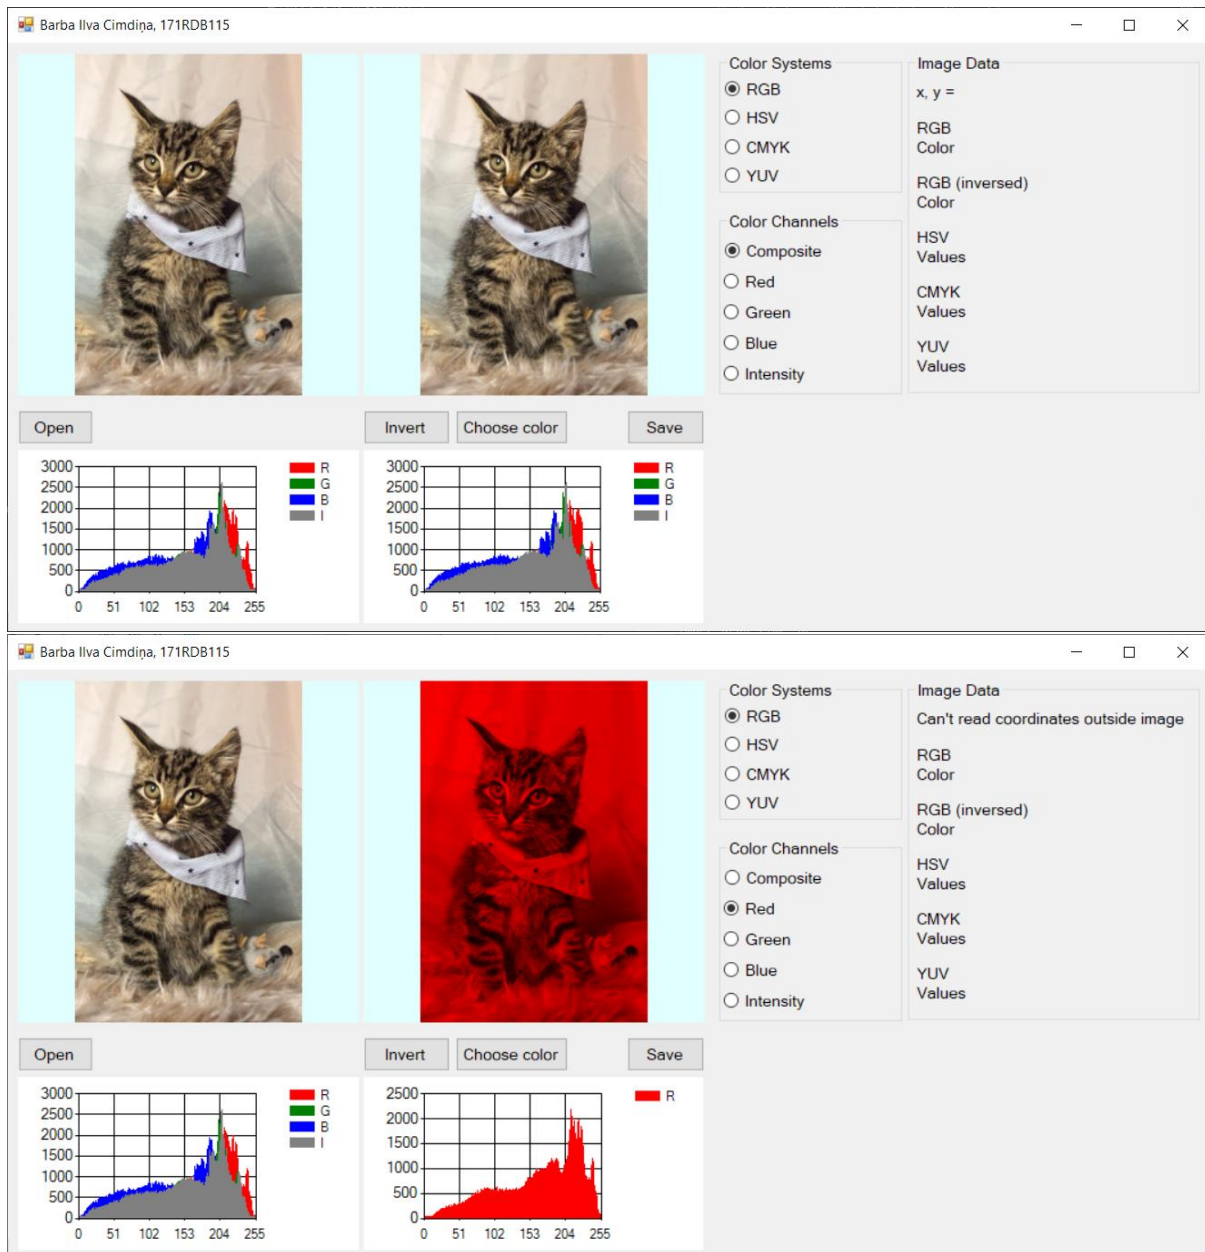 Barba Ilva Cimdiņa, 171RDB115
Color Systems
RGB
HSV
CMYK
YUV
Color Channels
Composite
Red
Green
Blue
Intensity
Image Data
x, y =
RGB
Color
RGB (inversed)
Color
HSV
Values
CMYK
Values
YUV
Values
Open
Invert Choose color Save
3000
2500
2000
1500
1000
500
0
0 51 102 153 204 255
R
G
B
I
3000
2500
2000
1500
1000
500
0
0 51 102 153 204 255
R
G
B
I
Barba Ilva Cimdiņa, 171RDB115
Color Systems
RGB
HSV
CMYK
YUV
Color Channels
Composite
Red
Green
Blue
Intensity
Image Data
Can't read coordinates outside image
RGB
Color
RGB (inversed)
Color
HSV
Values
CMYK
Values
YUV
Values
Open
Invert Choose color Save
3000
2500
2000
1500
1000
500
0
0 51 102 153 204 255
R
G
B
I
2500
2000
1500
1000
500
0
0 51 102 153 204 255
R